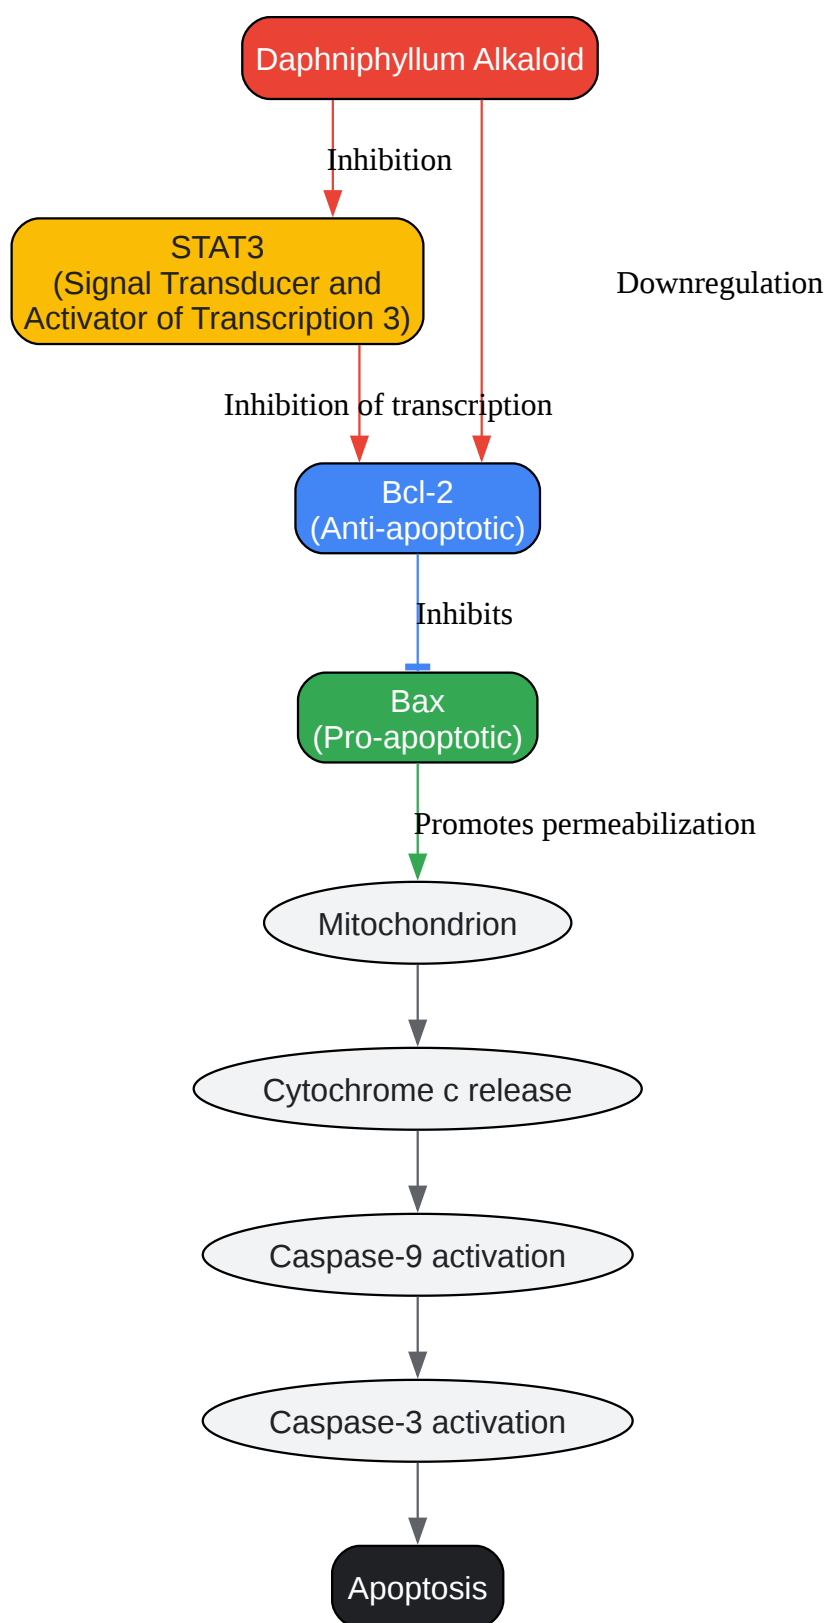 Daphniphyllum Alkaloid
Inhibition
STAT3
(Signal Transducer and
Activator of Transcription 3)
Downregulation
Inhibition of transcription
Bcl-2
(Anti-apoptotic)
Inhibits
Bax
(Pro-apoptotic)
Promotes permeabilization
Mitochondrion
Cytochrome c release
Caspase-9 activation
Caspase-3 activation
Apoptosis